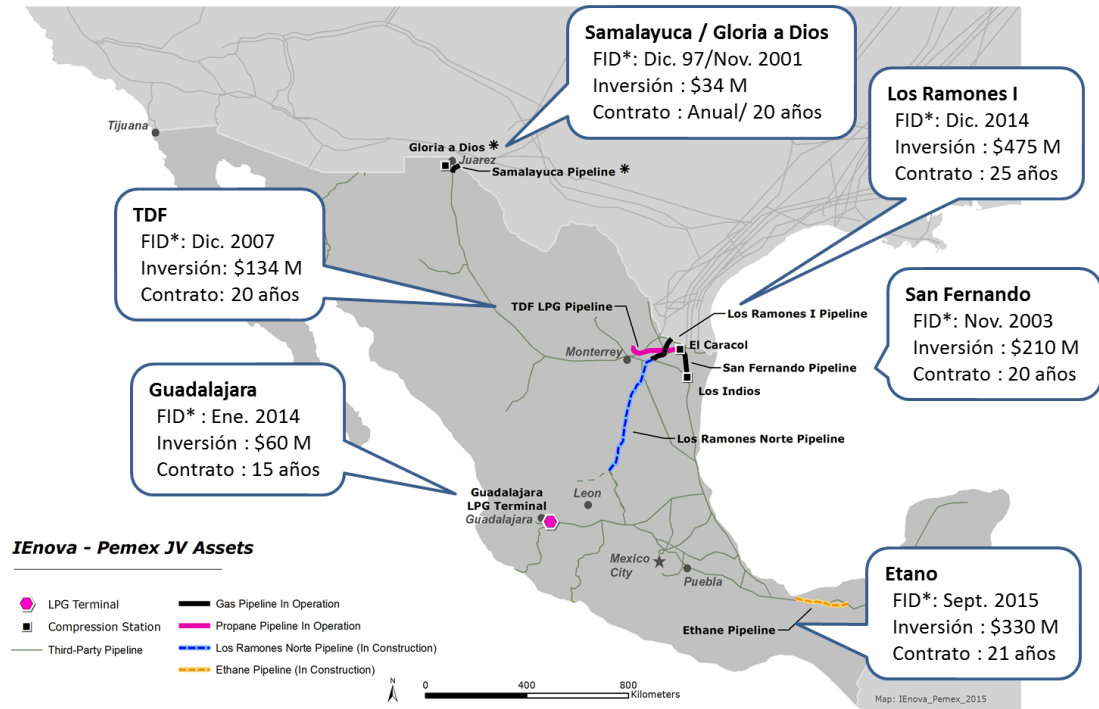 Samalayuca / Gloria a Dios
FID*: Dic. 97/Nov. 2001
Inversión : $34 M
Contrato : Anual/ 20 años
Los Ramones I
FID*: Dic. 2014
Inversión : $475 M
Contrato : 25 años
Tijuana
Gloria a Dios *
Juarez
Samalayuca Pipeline *
TDF
FID*: Dic. 2007
Inversión: $134 M
Contrato: 20 años
San Fernando
FID*: Nov. 2003
Inversión : $210 M
Contrato : 20 años
TDF LPG Pipeline
Los Ramones I Pipeline
El Caracol
Monterrey
San Fernando Pipeline
Los Indios
Guadalajara
FID* : Ene. 2014
Inversión : $60 M
Contrato : 15 años
Los Ramones Norte Pipeline
Guadalajara
LPG Terminal
Guadalajara
Leon
Mexico
City
Puebla
Ethane Pipeline
Etano
FID*: Sept. 2015
Inversión : $330 M
Contrato : 21 años
IEnova - Pemex JV Assets
LPG Terminal
Compression Station
Third-Party Pipeline
Gas Pipeline In Operation
Propane Pipeline In Operation
Los Ramones Norte Pipeline (In Construction)
Ethane Pipeline (In Construction)
N
0 400 800
Kilometers
Map: IEnova_Pemex_2015